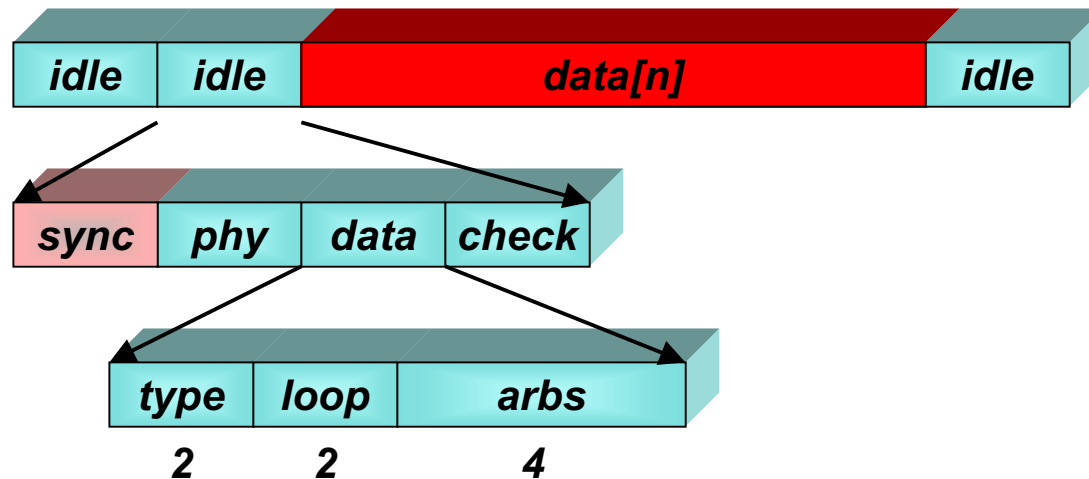 idle idle data[n] idle
sync phy data check
type loop arbs
2 2 4